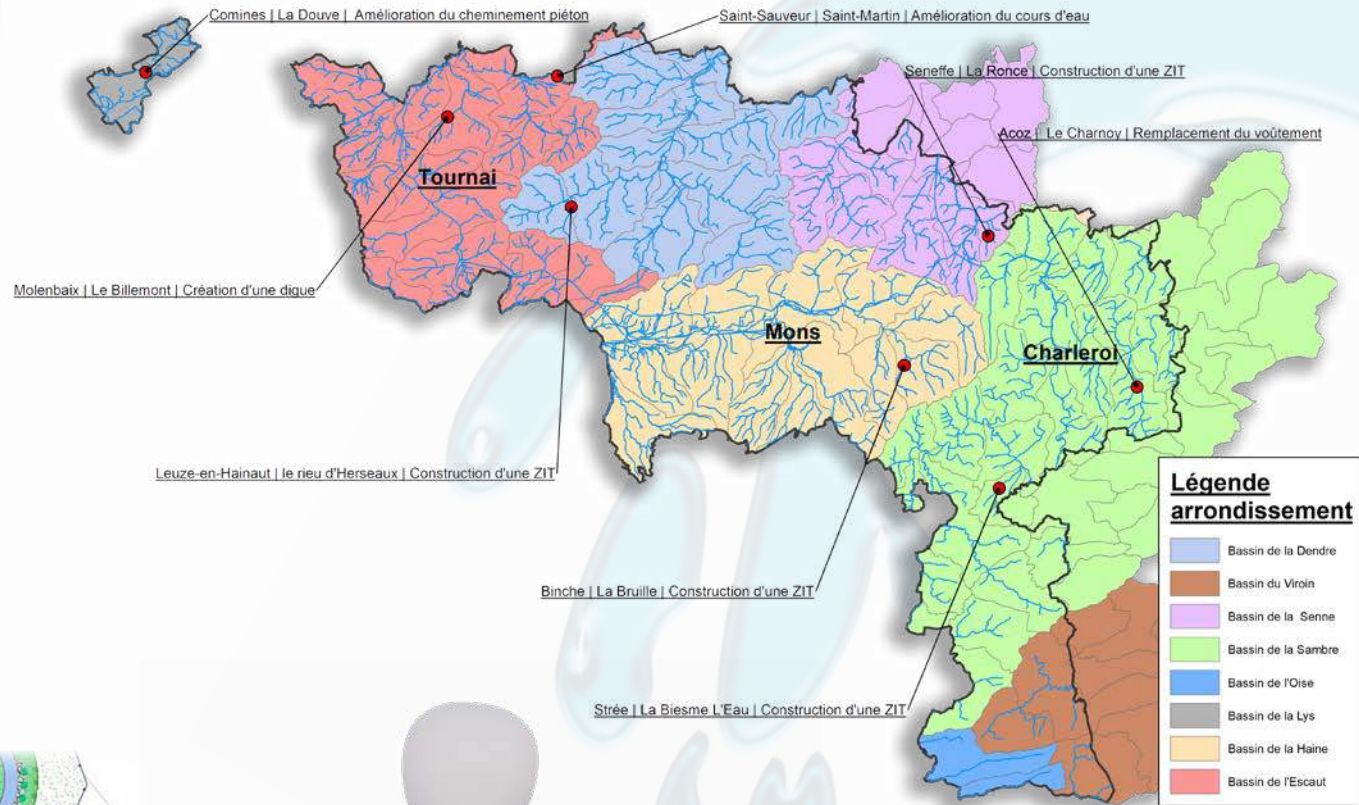 Comines | La Douve | Amélioration du cheminement piéton
Saint-Sauveur | Saint-Martin | Amélioration du cours d'eau
Seneffe | La Ronce | Construction d'une ZIT
Acoz | Le Charnoy | Remplacement du voûtement
Tournai
Molenbaix | Le Billemont | Création d'une digue
Mons
Charleroi
Leuze-en-Hainaut | le rieu d'Herseaux | Construction d'une ZIT
Binche | La Bruille | Construction d'une ZIT
Strée | La Biesme L'Eau | Construction d'une ZIT
Légende
arrondissement
Bassin de la Dendre
Bassin du Viroin
Bassin de la Senne
Bassin de la Sambre
Bassin de l'Oise
Bassin de la Lys
Bassin de la Haine
Bassin de l'Escaut